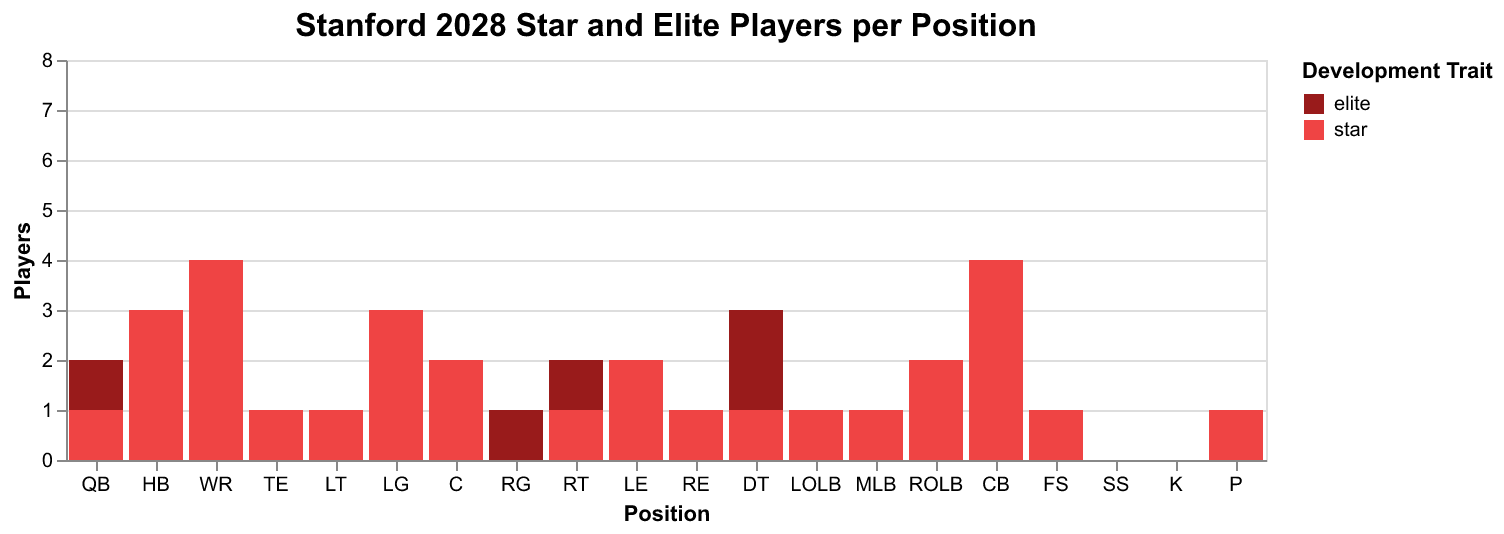 Stanford 2028 Star and Elite Players per Position
Development Trait
elite
star
Players
8
7
6
5
4
3
2
1
0
QB HB WR TE LT LG C RG RT LE RE DT LOLB MLB ROLB CB FS SS K P
Position